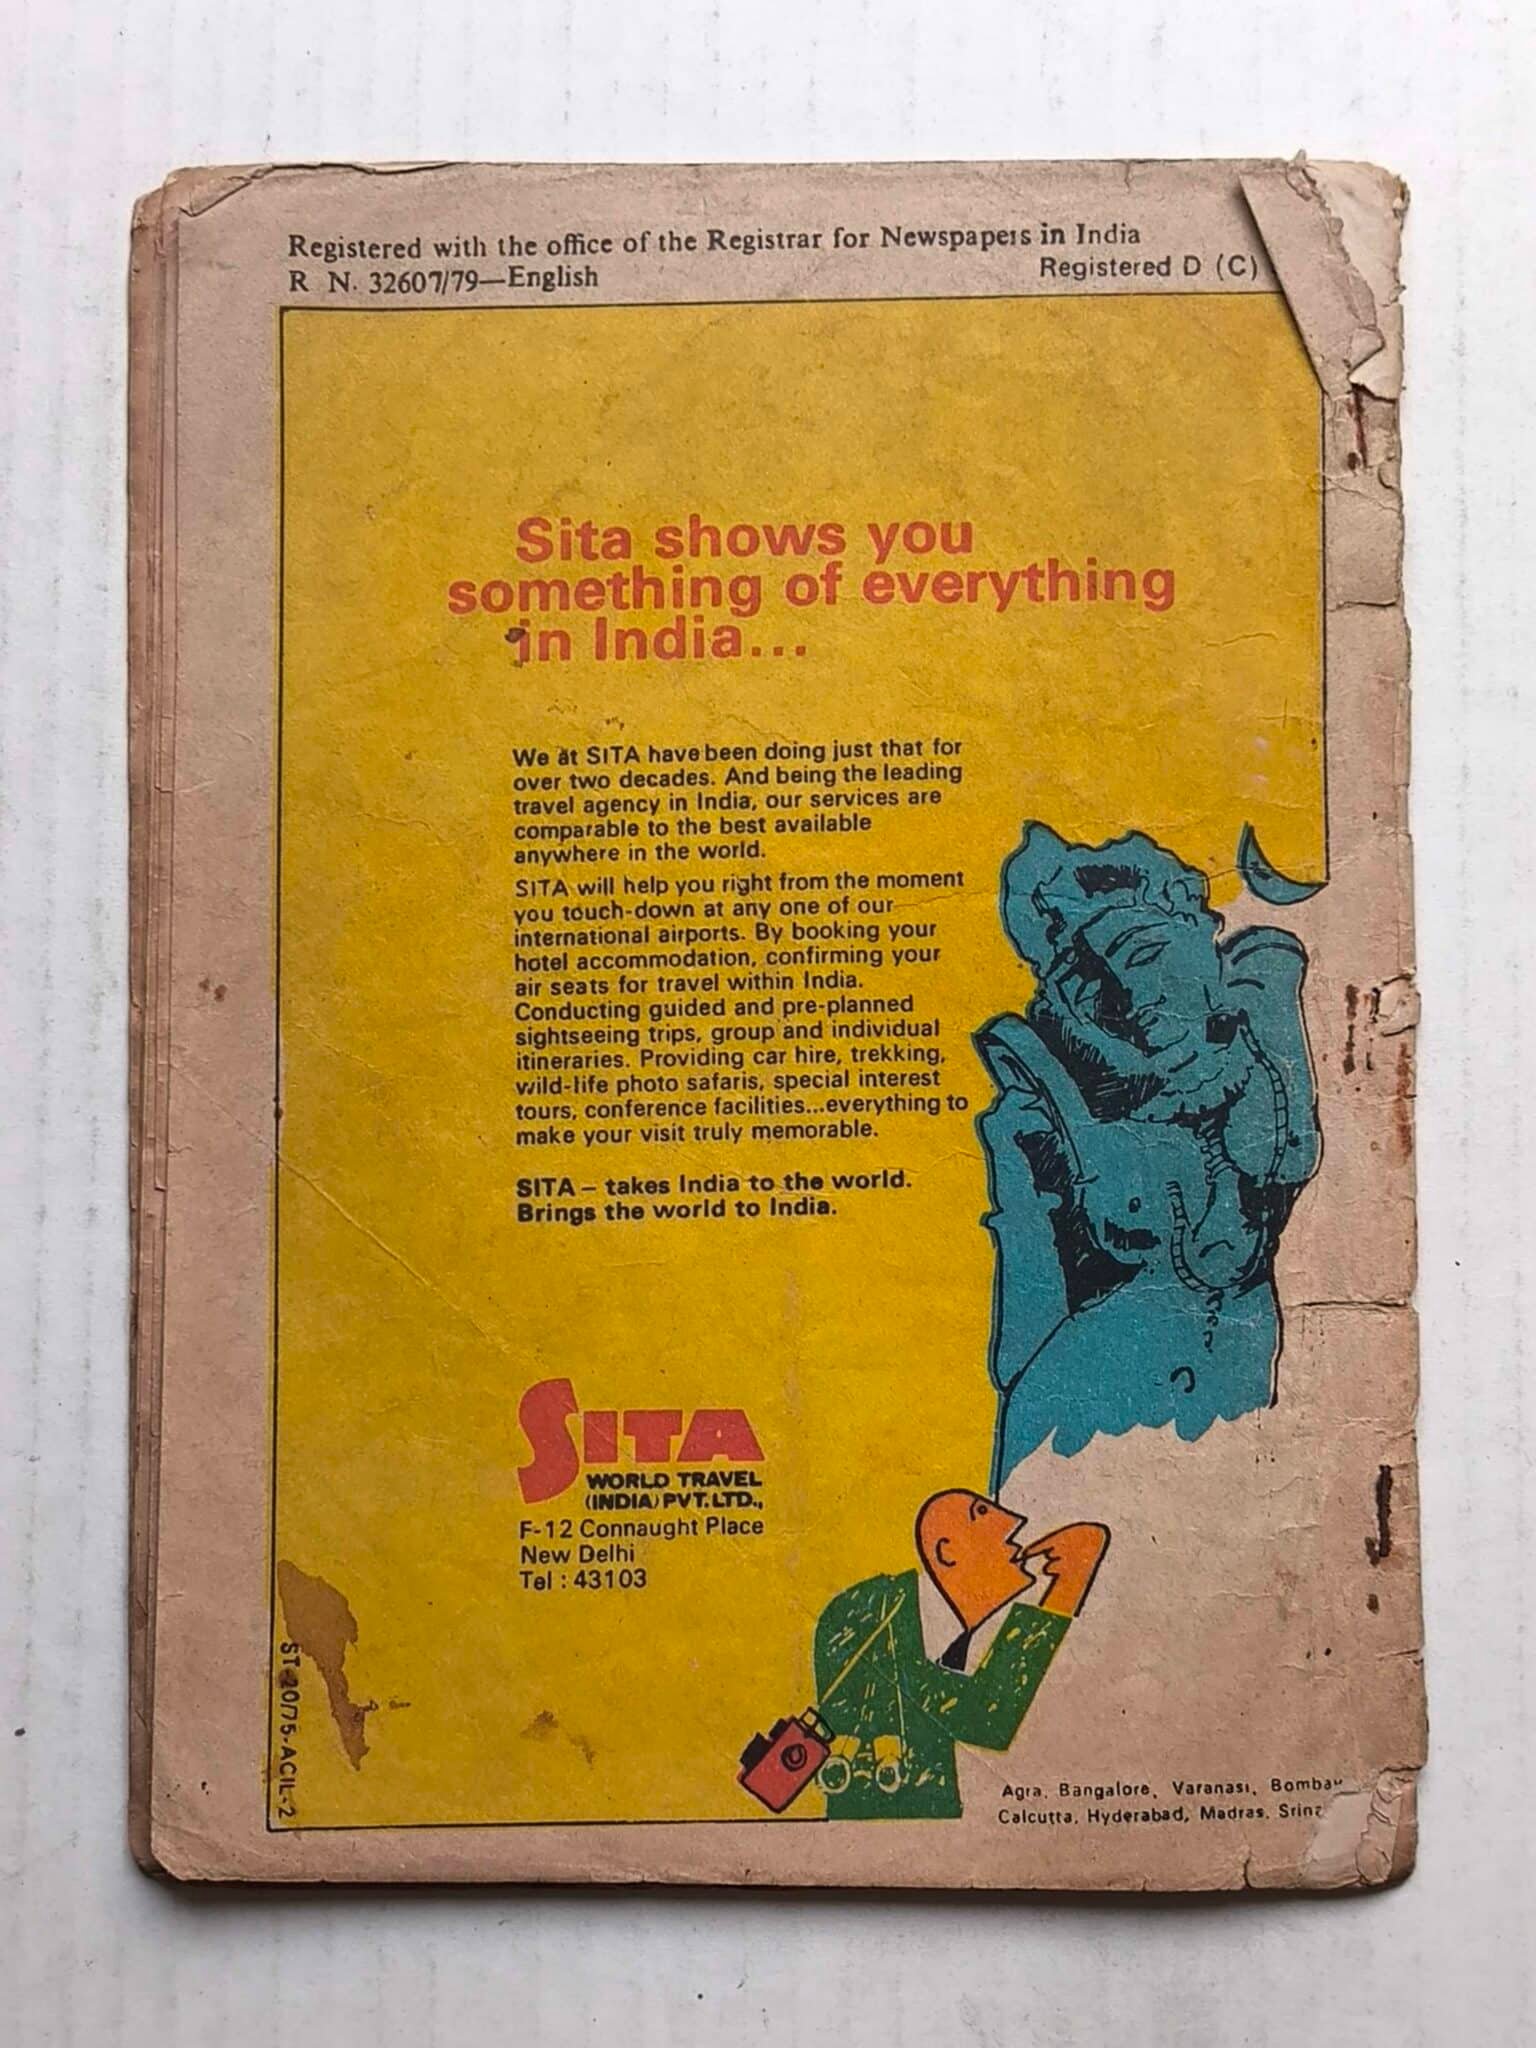 Registered with the office of the Registrar for Newspapers in India
R N. 32607/79—English
Registered D (C)
Sita shows you
something of everything
in India...
We at SITA have been doing just that for
over two decades. And being the leading
travel agency in India, our services are
comparable to the best available
anywhere in the world.
SITA will help you right from the moment
you touch-down at any one of our
international airports. By booking your
hotel accommodation, confirming your
air seats for travel within India.
Conducting guided and pre-planned
sightseeing trips, group and individual
itineraries. Providing car hire, trekking,
wild-life photo safaris, special interest
tours, conference facilities...everything to
make your visit truly memorable.
SITA – takes India to the world.
Brings the world to India.
SITA
WORLD TRAVEL
(INDIA) PVT. LTD.,
F-12 Connaught Place
New Delhi
Tel : 43103
ST-20/75-ACIL-2
Agra, Bangalore, Varanasi, Bombay
Calcutta, Hyderabad, Madras,